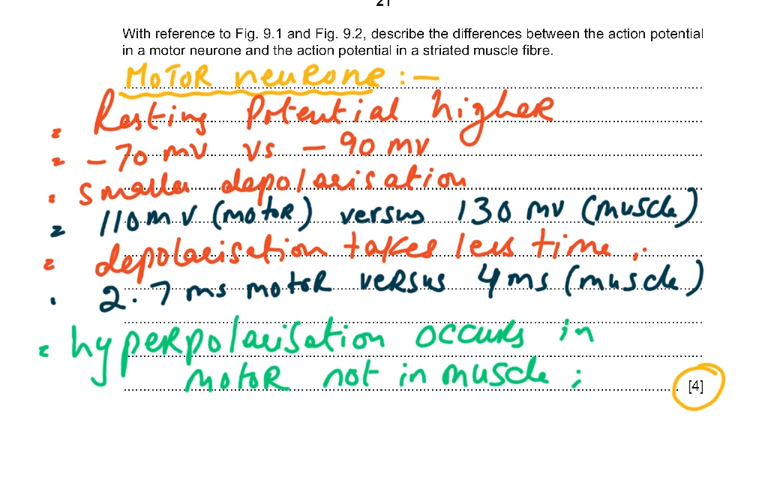 21
With reference to Fig. 9.1 and Fig. 9.2, describe the differences between the action potential
in a motor neurone and the action potential in a striated muscle fibre.
MOTOR neurone :-
Resting Potential higher
-70 mV vs -90 mV
smaller depolarisation
110 mV (motor) versus 130 mV (muscle)
depolarisation takes less time ;
2.7 ms motor versus 4 ms (muscle)
hyperpolarisation occurs in
motor not in muscle ;
[4]